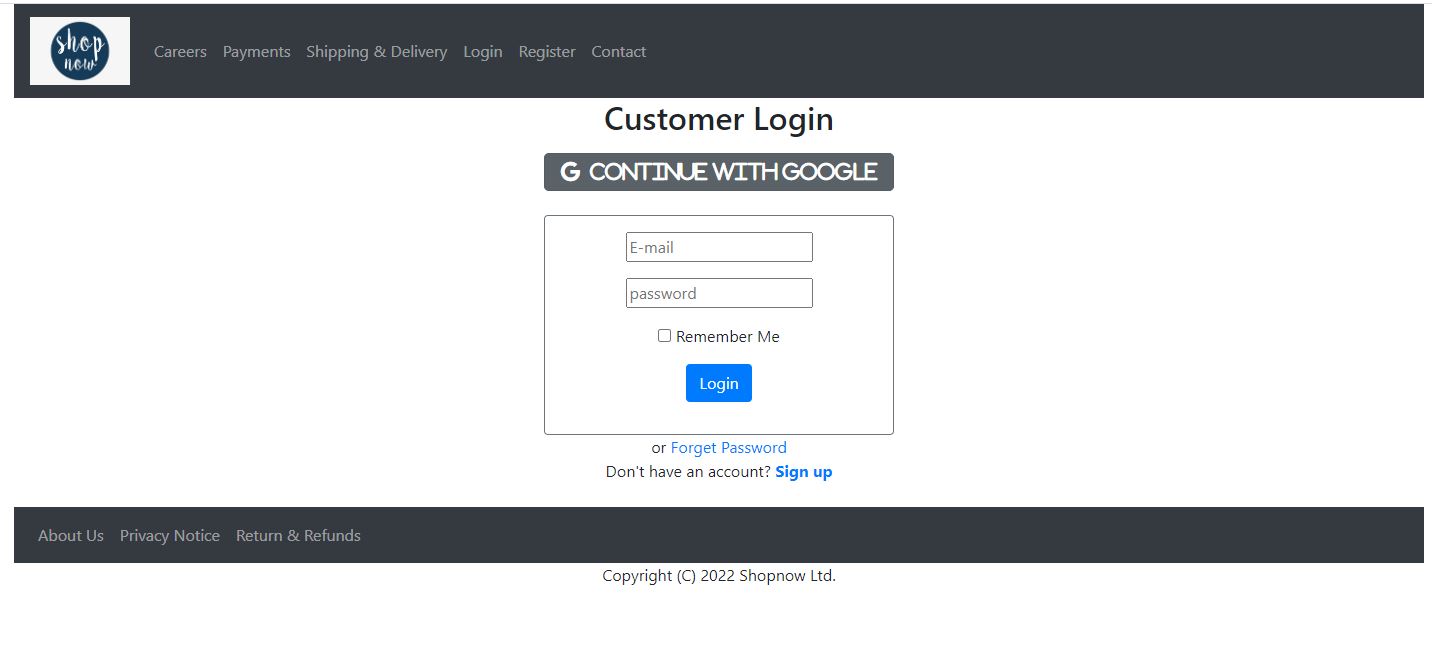 shop
now
Careers Payments Shipping & Delivery Login Register Contact
Customer Login
G CONTINUE WITH GOOGLE
E-mail
password
Remember Me
Login
or Forget Password
Don't have an account? Sign up
About Us Privacy Notice Return & Refunds
Copyright (C) 2022 Shopnow Ltd.